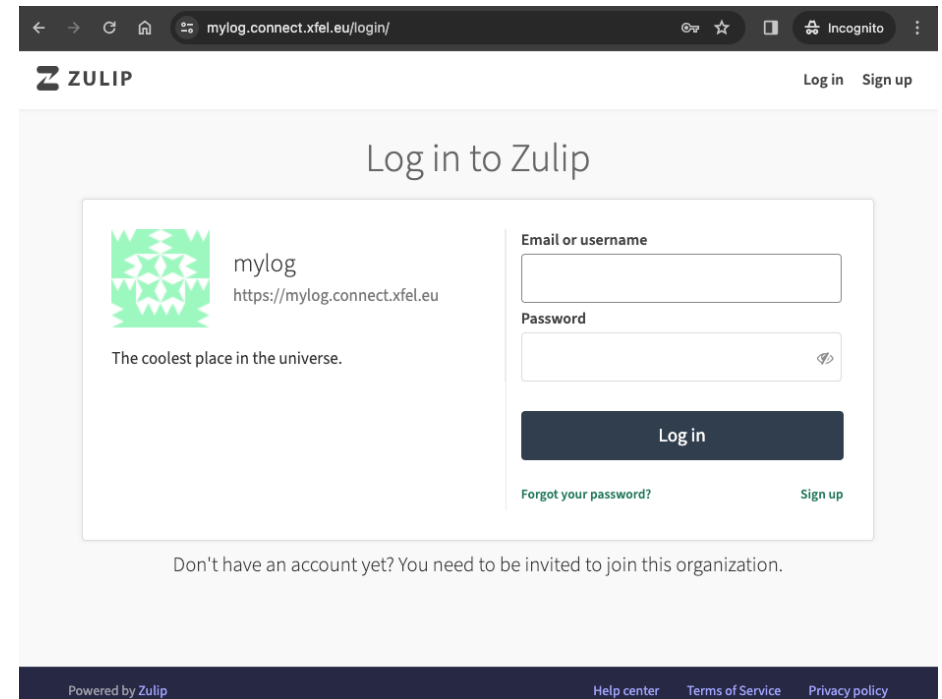 mylog.connect.xfel.eu/login/
Incognito
ZULIP
Log in Sign up
Log in to Zulip
mylog
https://mylog.connect.xfel.eu
The coolest place in the universe.
Email or username
Password
Log in
Forgot your password? Sign up
Don't have an account yet? You need to be invited to join this organization.
Powered by Zulip
Help center Terms of Service Privacy policy